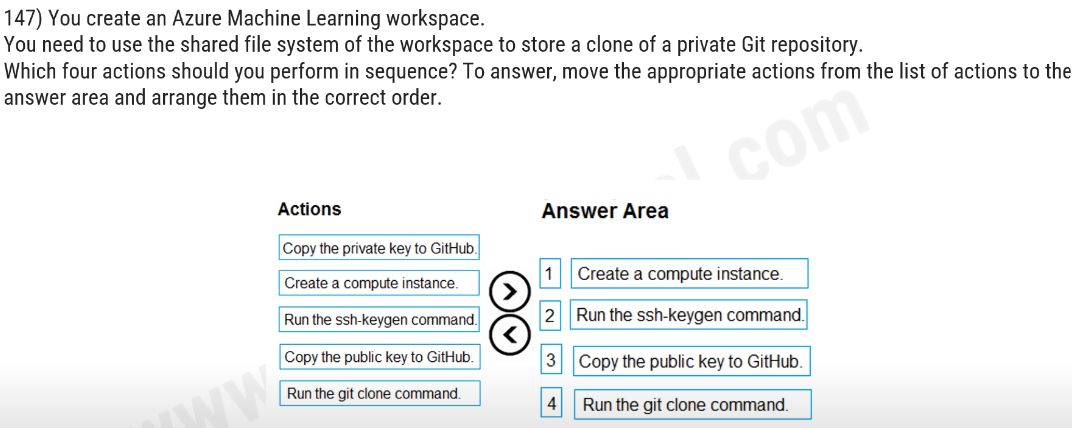 147) You create an Azure Machine Learning workspace.
You need to use the shared file system of the workspace to store a clone of a private Git repository.
Which four actions should you perform in sequence? To answer, move the appropriate actions from the list of actions to the
answer area and arrange them in the correct order.
Actions
Copy the private key to GitHub.
Create a compute instance.
Run the ssh-keygen command.
Copy the public key to GitHub.
Run the git clone command.
Answer Area
1 Create a compute instance.
2 Run the ssh-keygen command.
3 Copy the public key to GitHub.
4 Run the git clone command.
.com
www